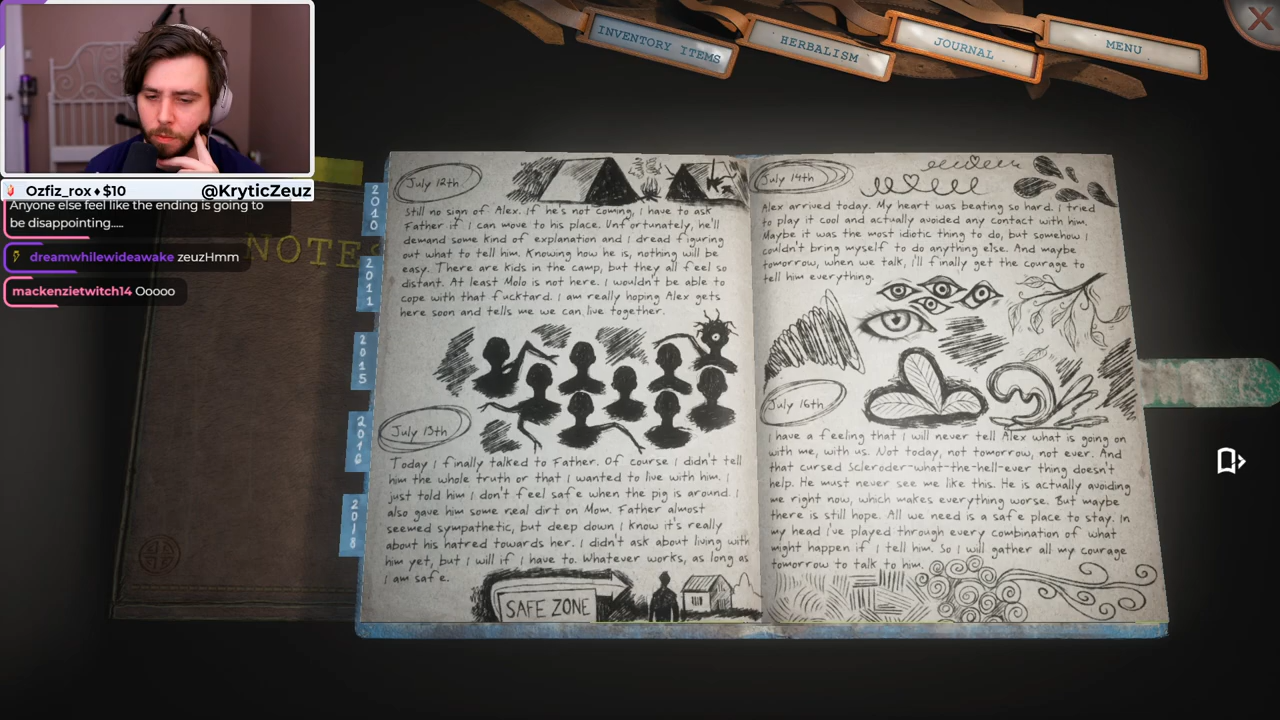 INVENTORY ITEMS
HERBALISM
JOURNAL
MENU
Ozfiz_rox ♦ $10
@KryticZeuz
Anyone else feel like the ending is going to
be disappointing.....
dreamwhilewideawake zeuzHmm
mackenzietwitch14 Ooooo
NOTE
2010
2011
2015
2016
2018
July 12th
Still no sign of Alex. If he's not coming, I have to ask
Father if I can move to his place. Unfortunately, he'll
demand some kind of explanation and I dread figuring
out what to tell him. Knowing how he is, nothing will be
easy. There are kids in the camp, but they all feel so
distant. At least Molo is not here. I wouldn't be able to
cope with that fucktard. I am really hoping Alex gets
here soon and tells me we can live together.
July 13th
Today I finally talked to Father. Of course I didn't tell
him the whole truth or that I wanted to live with him. I
just told him I don't feel safe when the pig is around. I
also gave him some real dirt on Mom. Father almost
seemed sympathetic, but deep down I know it's really
about his hatred towards her. I didn't ask about living with
him yet, but I will if I have to. Whatever works, as long as
I am safe.
SAFE ZONE
July 14th
Alex arrived today. My heart was beating so hard. I tried
to play it cool and actually avoided any contact with him.
Maybe it was the most idiotic thing to do, but somehow I
couldn't bring myself to do anything else. And maybe
tomorrow, when we talk, I'll finally get the courage to
tell him everything.
July 16th
I have a feeling that I will never tell Alex what is going on
with me, with us. Not today, not tomorrow, not ever. And
that cursed Scleroder-what-the-hell-ever thing doesn't
help. He must never see me like this. He is actually avoiding
me right now, which makes everything worse. But maybe
there is still hope. All we need is a safe place to stay. In
my head I've played through every combination of what
might happen if I tell him. So I will gather all my courage
tomorrow to talk to him.